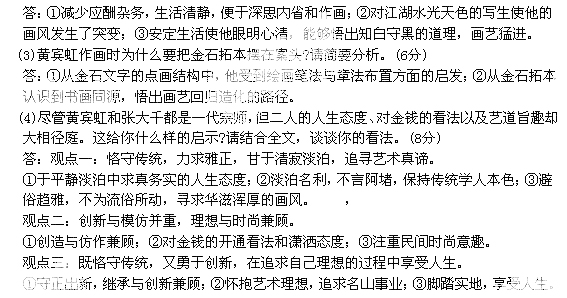 答：①减少应酬杂务，生活清静，便于深思内省和作画；②对江湖水光天色的写生使他的
画风发生了突变；③安定生活使他眼明心清，能够悟出知白守黑的道理，画艺猛进。
(3)黄宾虹作画时为什么要把金石拓本摆在案头?请简要分析。(6分)
答：①从金石文字的点画结构中，他受到绘画笔法与章法布置方面的启发；②从金石拓本
认识到书画同源，悟出画艺回归造化的路径。
(4)尽管黄宾虹和张大千都是一代宗师，但二人的人生态度、对金钱的看法以及艺道旨趣却
大相径庭。这给你什么样的启示?请结合全文，谈谈你的看法。(8分)
答：观点一：恪守传统，力求雅正，甘于清寂淡泊，追寻艺术真谛。
①于平静淡泊中求真务实的人生态度；②淡泊名利，不言阿堵，保持传统学人本色；③避
俗趋雅，不为流俗所动，寻求华滋浑厚的画风。
观点二：创新与模仿并重，理想与时尚兼顾。
①创造与仿作兼顾；②对金钱的开通看法和潇洒态度；③注重民间时尚意趣。
观点三：既恪守传统，又勇于创新，在追求自己理想的过程中享受人生。
①守正出新，继承与创新兼顾；②怀抱艺术理想，追求名山事业；③脚踏实地，享受人生。